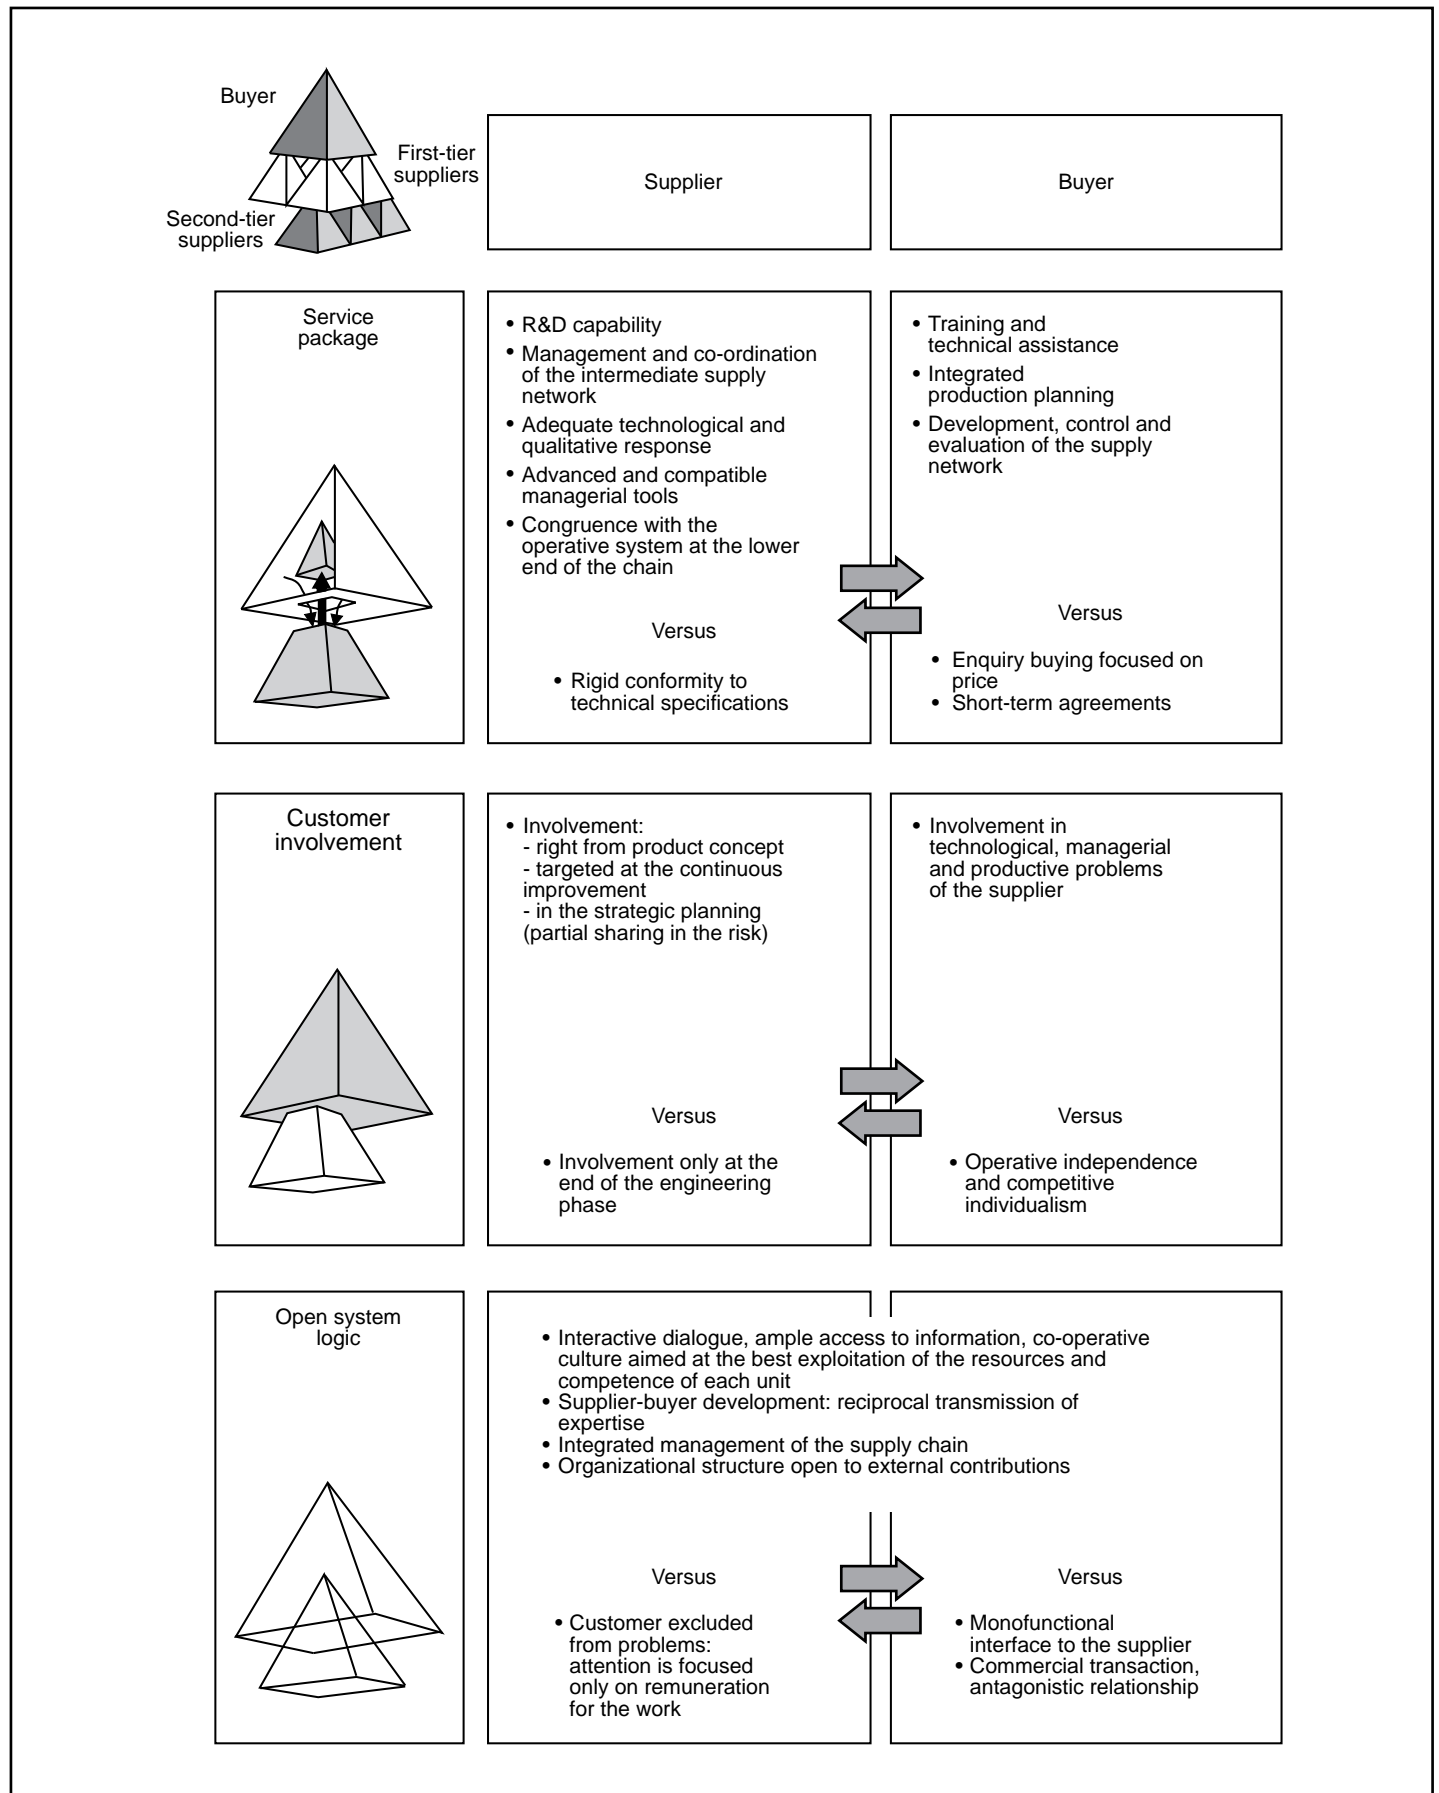 Buyer
First-tier
suppliers
Second-tier
suppliers
Supplier
Buyer
Service
package
• R&D capability
• Management and co-ordination
of the intermediate supply
network
• Adequate technological and
qualitative response
• Advanced and compatible
managerial tools
• Congruence with the
operative system at the lower
end of the chain
Versus
• Rigid conformity to
technical specifications
• Training and
technical assistance
• Integrated
production planning
• Development, control and
evaluation of the supply
network
Versus
• Enquiry buying focused on
price
• Short-term agreements
Customer
involvement
• Involvement:
- right from product concept
- targeted at the continuous
improvement
- in the strategic planning
(partial sharing in the risk)
Versus
• Involvement only at the
end of the engineering
phase
• Involvement in
technological, managerial
and productive problems
of the supplier
Versus
• Operative independence
and competitive
individualism
Open system
logic
• Interactive dialogue, ample access to information, co-operative
culture aimed at the best exploitation of the resources and
competence of each unit
• Supplier-buyer development: reciprocal transmission of
expertise
• Integrated management of the supply chain
• Organizational structure open to external contributions
Versus
• Customer excluded
from problems:
attention is focused
only on remuneration
for the work
Versus
• Monofunctional
interface to the supplier
• Commercial transaction,
antagonistic relationship